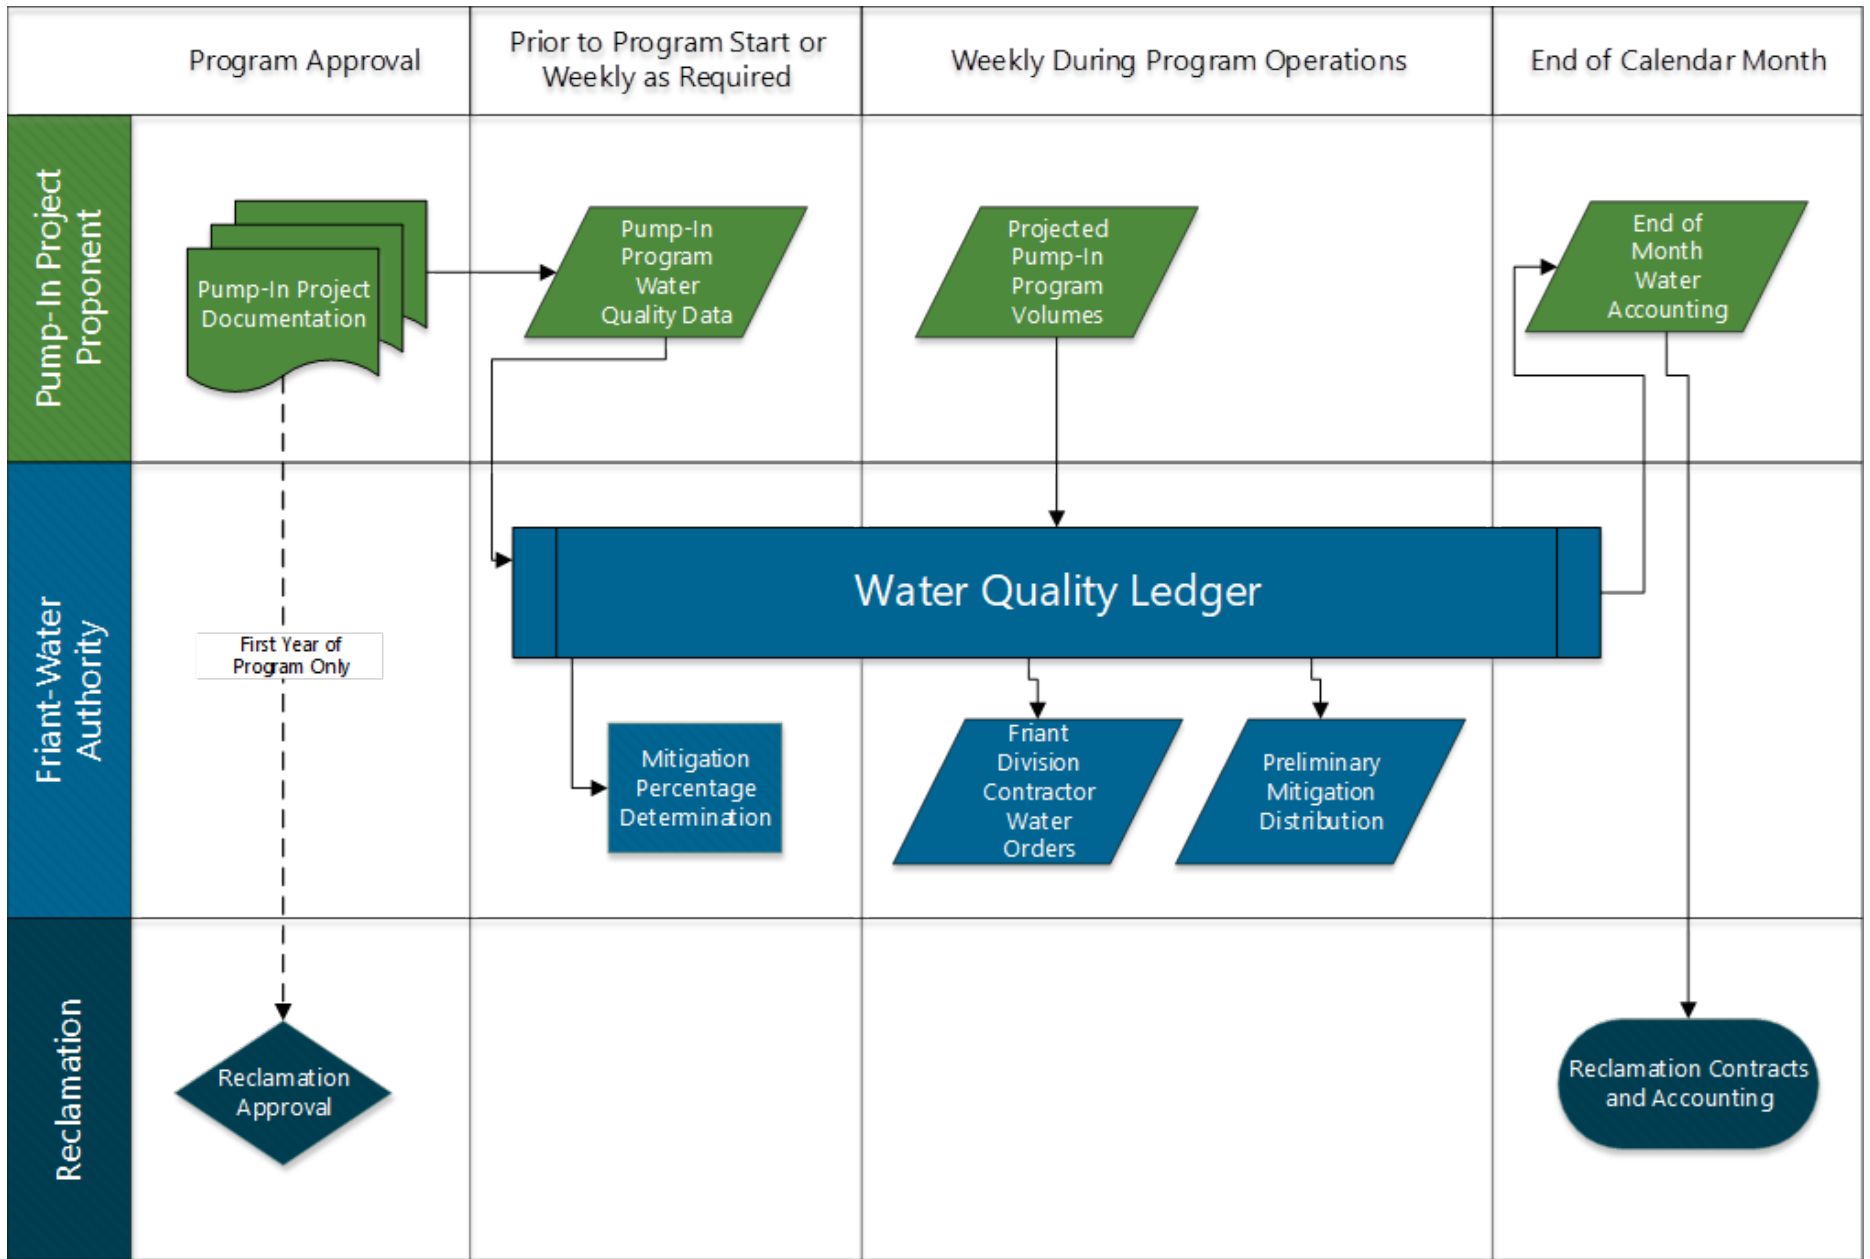 Program Approval
Prior to Program Start or
Weekly as Required
Weekly During Program Operations
End of Calendar Month
Pump-In Project
Proponent
Pump-In Project
Documentation
Pump-In
Program
Water
Quality Data
Projected
Pump-In
Program
Volumes
End of
Month
Water
Accounting
Friant-Water
Authority
First Year of
Program Only
Water Quality Ledger
Mitigation
Percentage
Determination
Friant
Division
Contractor
Water
Orders
Preliminary
Mitigation
Distribution
Reclamation
Reclamation
Approval
Reclamation Contracts
and Accounting